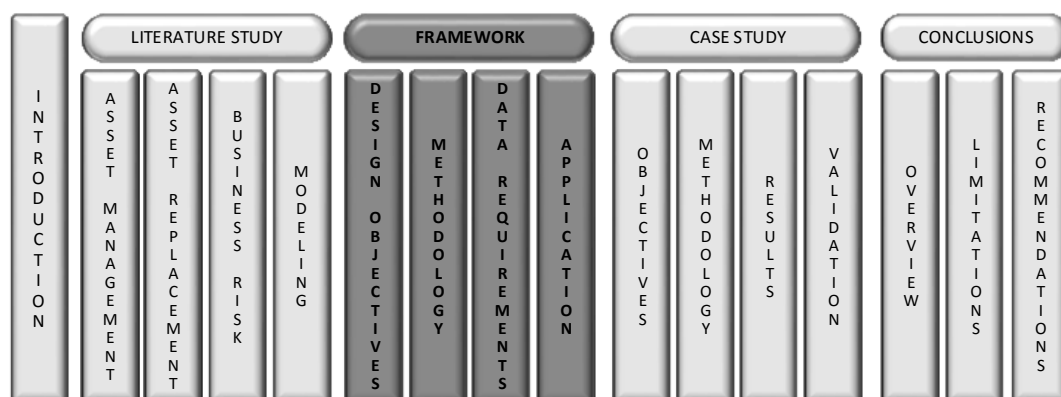 INTRODUCTION
LITERATURE STUDY
ASSET MANAGEMENT
ASSET REPLACEMENT
BUSINESS RISK
MODELING
FRAMEWORK
DESIGN OBJECTIVES
METHODOLOGY
DATA REQUIREMENTS
APPLICATION
CASE STUDY
OBJECTIVES
METHODOLOGY
RESULTS
VALIDATION
CONCLUSIONS
OVERVIEW
LIMITATIONS
RECOMMENDATIONS